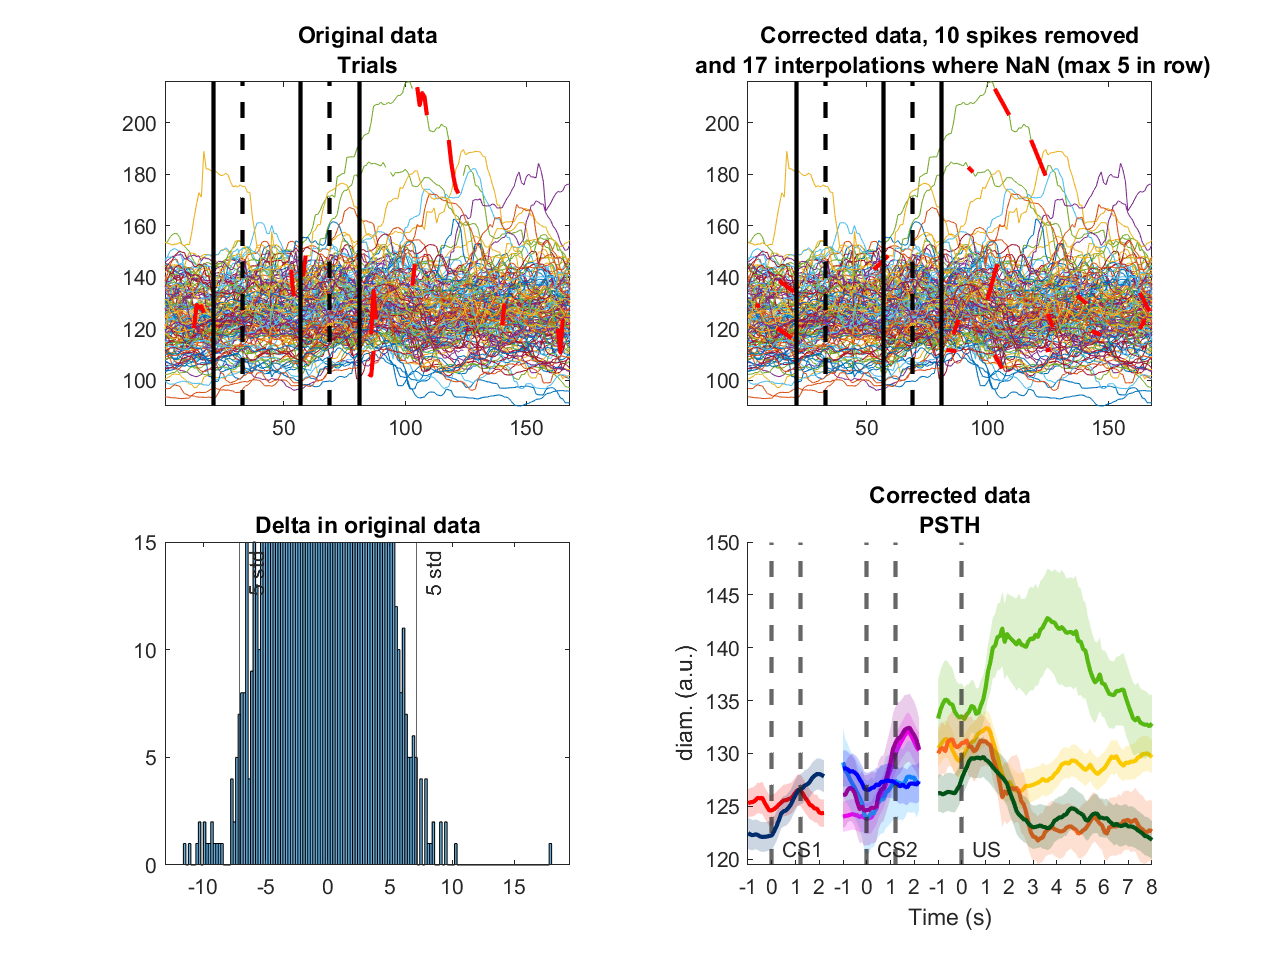 Original data
Trials
200
180
160
140
120
100
50
100
150
Corrected data, 10 spikes removed
and 17 interpolations where NaN (max 5 in row)
200
180
160
140
120
100
50
100
150
Delta in original data
15
10
5
0
5 std
5 std
-10
-5
0
5
10
15
Corrected data
PSTH
150
145
140
135
130
125
120
diam. (a.u.)
CS1
CS2
US
-1 0 1 2 -1 0 1 2 -1 0 1 2 3 4 5 6 7 8
Time (s)